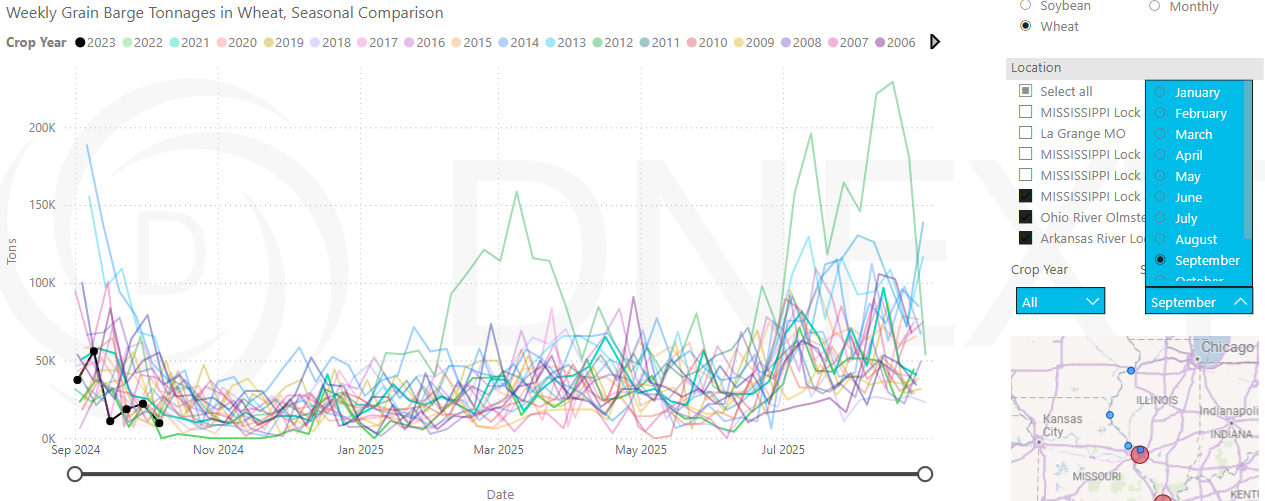 Weekly Grain Barge Tonnages in Wheat, Seasonal Comparison
Crop Year 2023 2022 2021 2020 2019 2018 2017 2016 2015 2014 2013 2012 2011 2010 2009 2008 2007 2006
200K
150K
100K
50K
0K
Tons
Sep 2024 Nov 2024 Jan 2025 Mar 2025 May 2025 Jul 2025
Date
DNEXT
Soybean Monthly
Wheat
Location
Select all
MISSISSIPPI Lock
La Grange MO
MISSISSIPPI Lock
MISSISSIPPI Lock
MISSISSIPPI Lock
Ohio River Olmste
Arkansas River Lo
January
February
March
April
May
June
July
August
September
October
Crop Year S
All September
Chicago
ILLINOIS
Kansas
City
Indianapoli
INDIANA
MISSOURI
KENTU